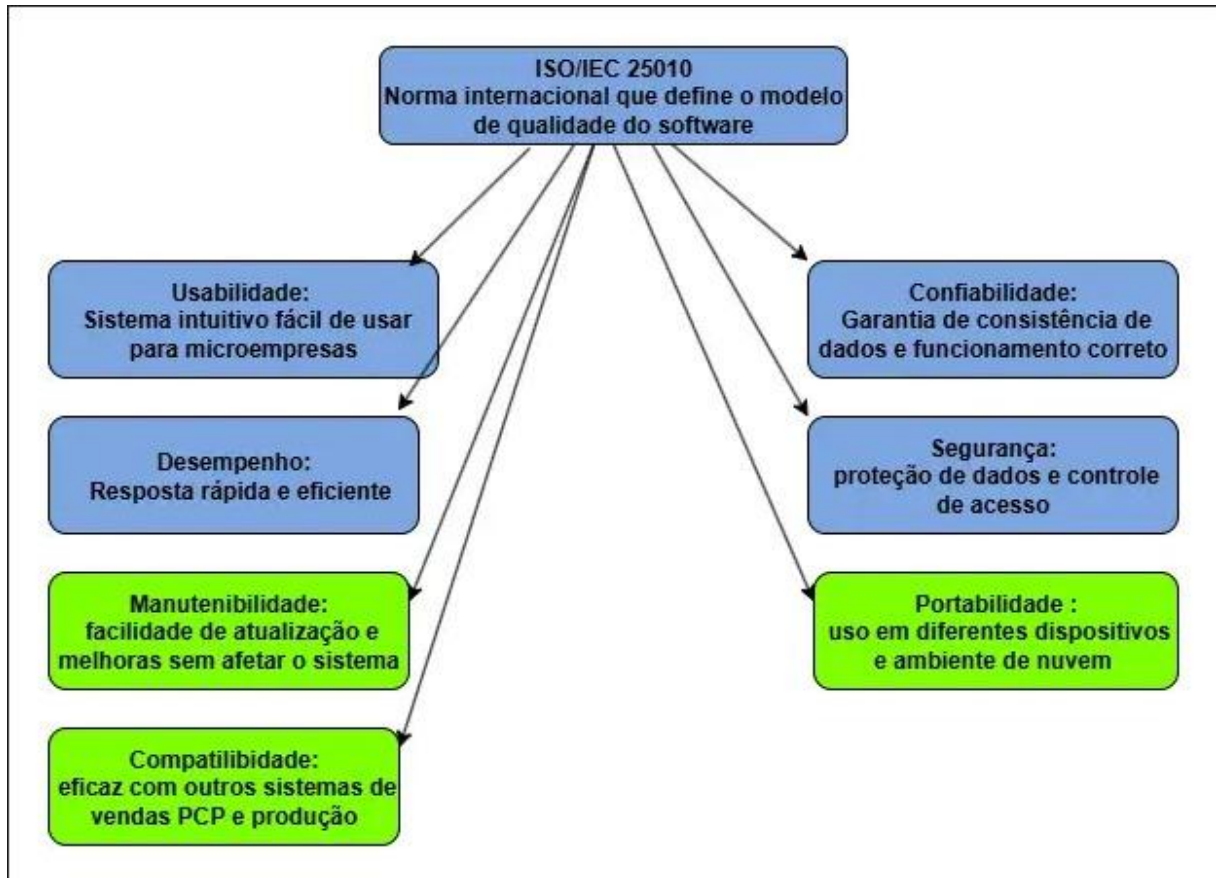 ISO/IEC 25010
Norma internacional que define o modelo
de qualidade do software
Usabilidade:
Sistema intuitivo fácil de usar
para microempresas
Confiabilidade:
Garantia de consistência de
dados e funcionamento correto
Desempenho:
Resposta rápida e eficiente
Segurança:
proteção de dados e controle
de acesso
Manutenibilidade:
facilidade de atualização e
melhoras sem afetar o sistema
Portabilidade :
uso em diferentes dispositivos
e ambiente de nuvem
Compatilibidade:
eficaz com outros sistemas de
vendas PCP e produção